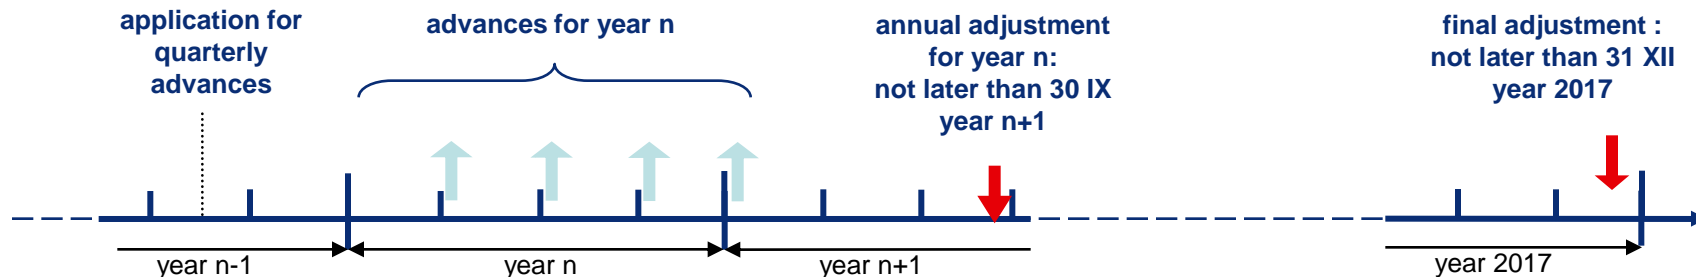 application for
quarterly
advances
advances for year n
annual adjustment
for year n:
not later than 30 IX
year n+1
final adjustment :
not later than 31 XII
year 2017
year n-1
year n
year n+1
year 2017